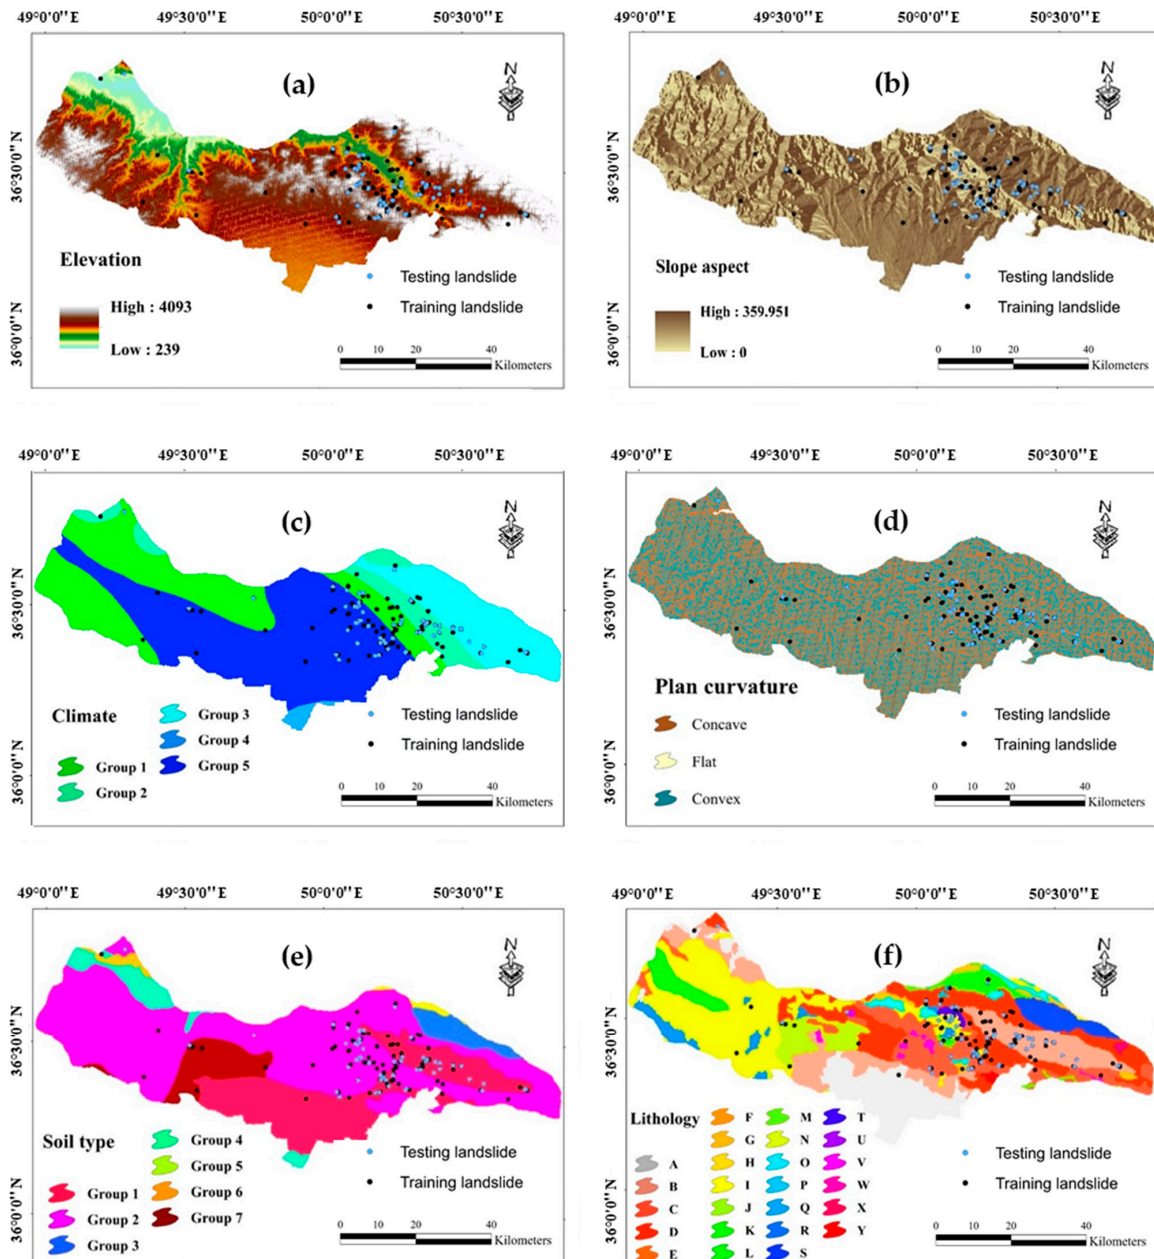 49°0'0"E 49°30'0"E 50°0'0"E 50°30'0"E
36°30'0"N
36°0'0"N
(a)
N
Elevation
High : 4093
Low : 239
Testing landslide
Training landslide
0 10 20 40
Kilometers
49°0'0"E 49°30'0"E 50°0'0"E 50°30'0"E
36°30'0"N
36°0'0"N
(b)
N
Slope aspect
High : 359.951
Low : 0
Testing landslide
Training landslide
0 10 20 40
Kilometers
49°0'0"E 49°30'0"E 50°0'0"E 50°30'0"E
36°30'0"N
36°0'0"N
(c)
N
Climate
Group 1
Group 2
Group 3
Group 4
Group 5
Testing landslide
Training landslide
0 10 20 40
Kilometers
49°0'0"E 49°30'0"E 50°0'0"E 50°30'0"E
36°30'0"N
36°0'0"N
(d)
N
Plan curvature
Concave
Flat
Convex
Testing landslide
Training landslide
0 10 20 40
Kilometers
49°0'0"E 49°30'0"E 50°0'0"E 50°30'0"E
36°30'0"N
36°0'0"N
(e)
N
Soil type
Group 1
Group 2
Group 3
Group 4
Group 5
Group 6
Group 7
Testing landslide
Training landslide
0 10 20 40
Kilometers
49°0'0"E 49°30'0"E 50°0'0"E 50°30'0"E
36°30'0"N
36°0'0"N
(f)
N
Lithology
A
B
C
D
E
F
G
H
I
J
K
L
M
N
O
P
Q
R
S
T
U
V
W
X
Y
Testing landslide
Training landslide
0 10 20 40
Kilometers